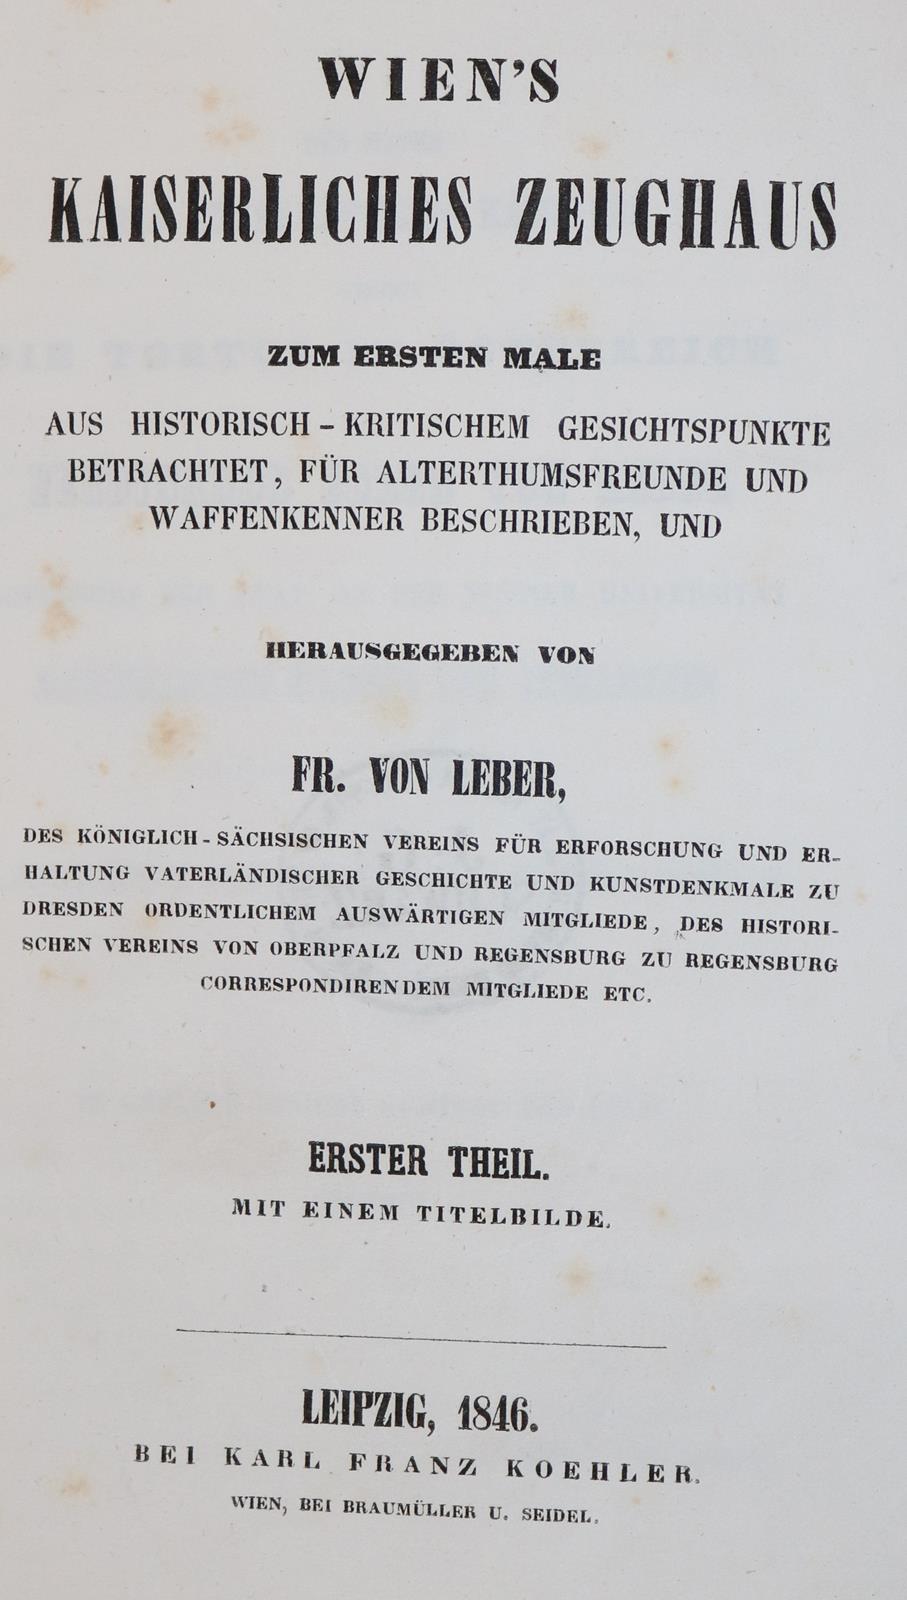 WIEN'S
KAISERLICHES ZEUGHAUS
ZUM ERSTEN MALE
AUS HISTORISCH - KRITISCHEM GESICHTSPUNKTE
BETRACHTET, FÜR ALTERTHUMSFREUNDE UND
WAFFENKENNER BESCHRIEBEN, UND
HERAUSGEGEBEN VON
FR. VON LEBER,
DES KÖNIGLICH - SÄCHSISCHEN VEREINS FÜR ERFORSCHUNG UND ER-
HALTUNG VATERLÄNDISCHER GESCHICHTE UND KUNSTDENKMALE ZU
DRESDEN ORDENTLICHEM AUSWÄRTIGEN MITGLIEDE, DES HISTORI-
SCHEN VEREINS VON OBERPFALZ UND REGENSBURG ZU REGENSBURG
CORRESPONDIRENDEM MITGLIEDE ETC.
ERSTER THEIL.
MIT EINEM TITELBILDE.
LEIPZIG, 1846.
BEI KARL FRANZ KOEHLER.
WIEN, BEI BRAUMÜLLER U. SEIDEL.